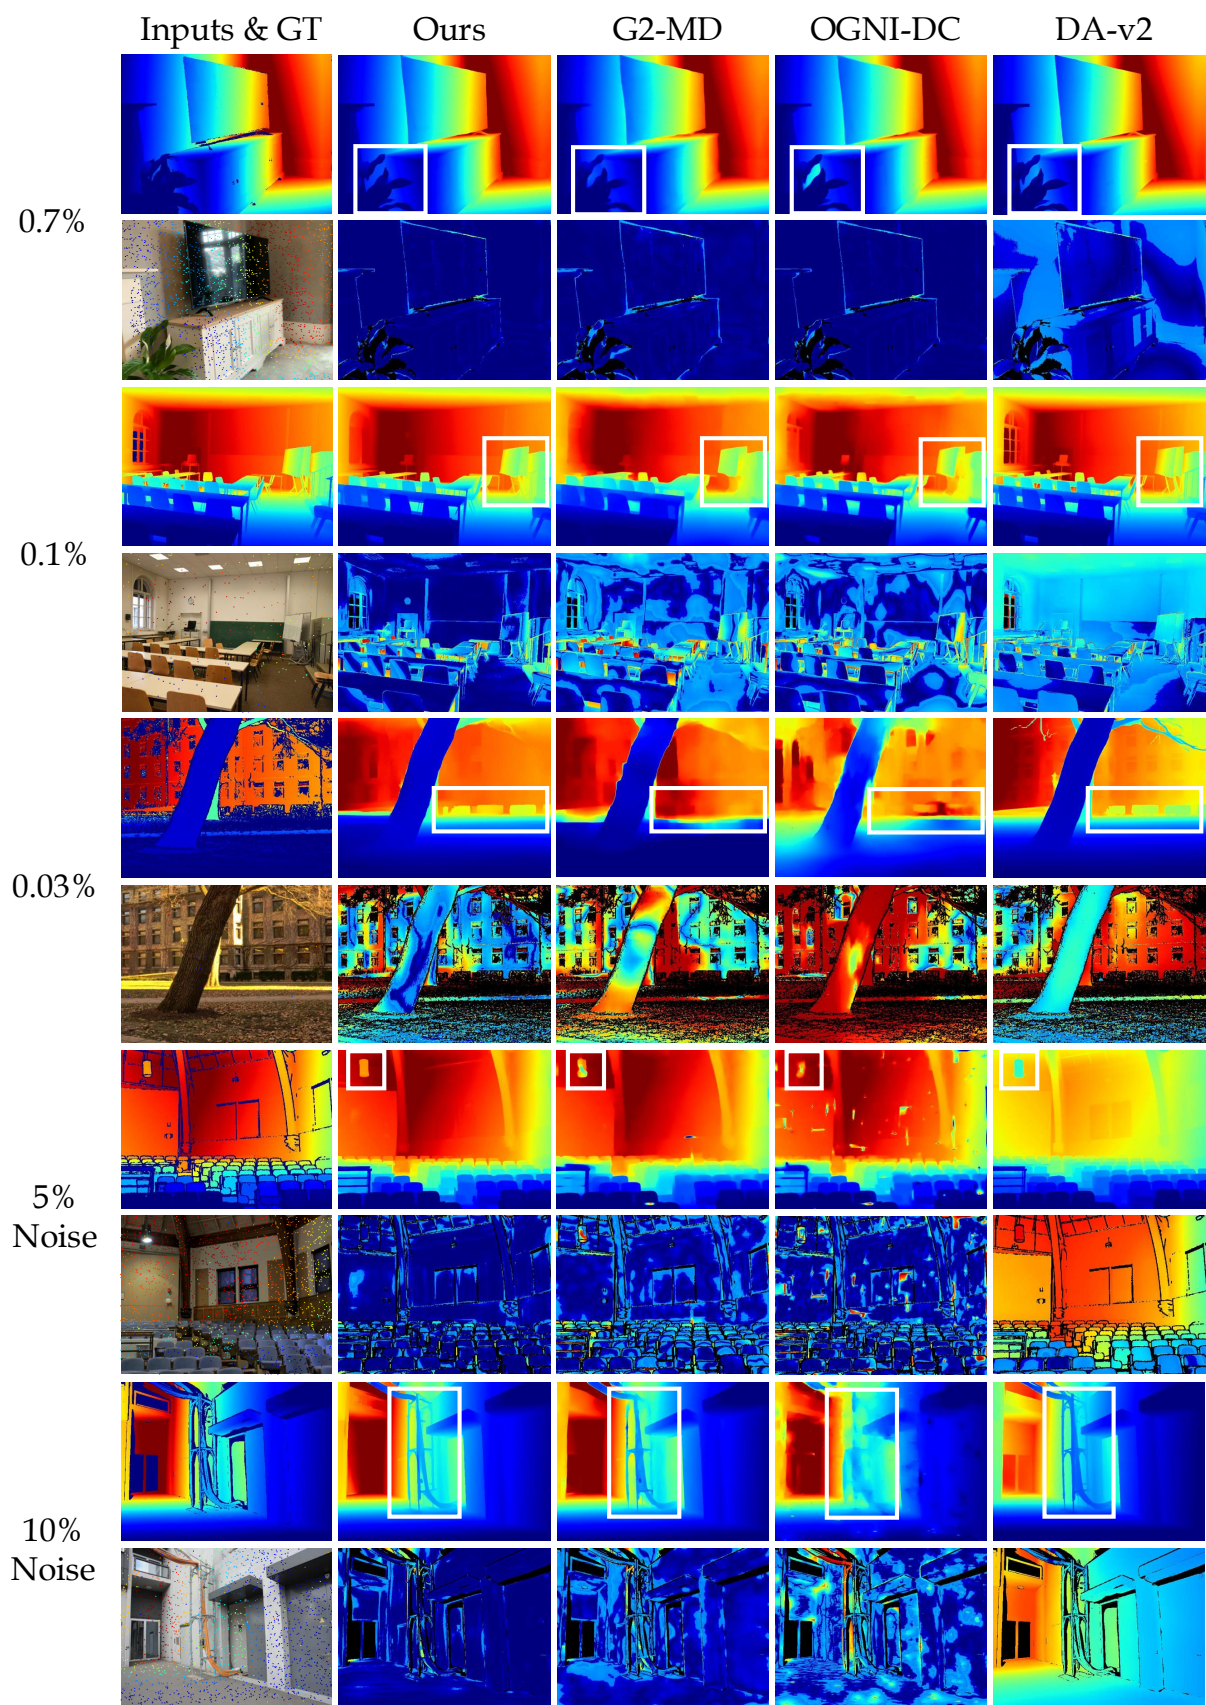 Inputs & GT Ours G2-MD OGNI-DC DA-v2
0.7%
0.1%
0.03%
5%
Noise
10%
Noise